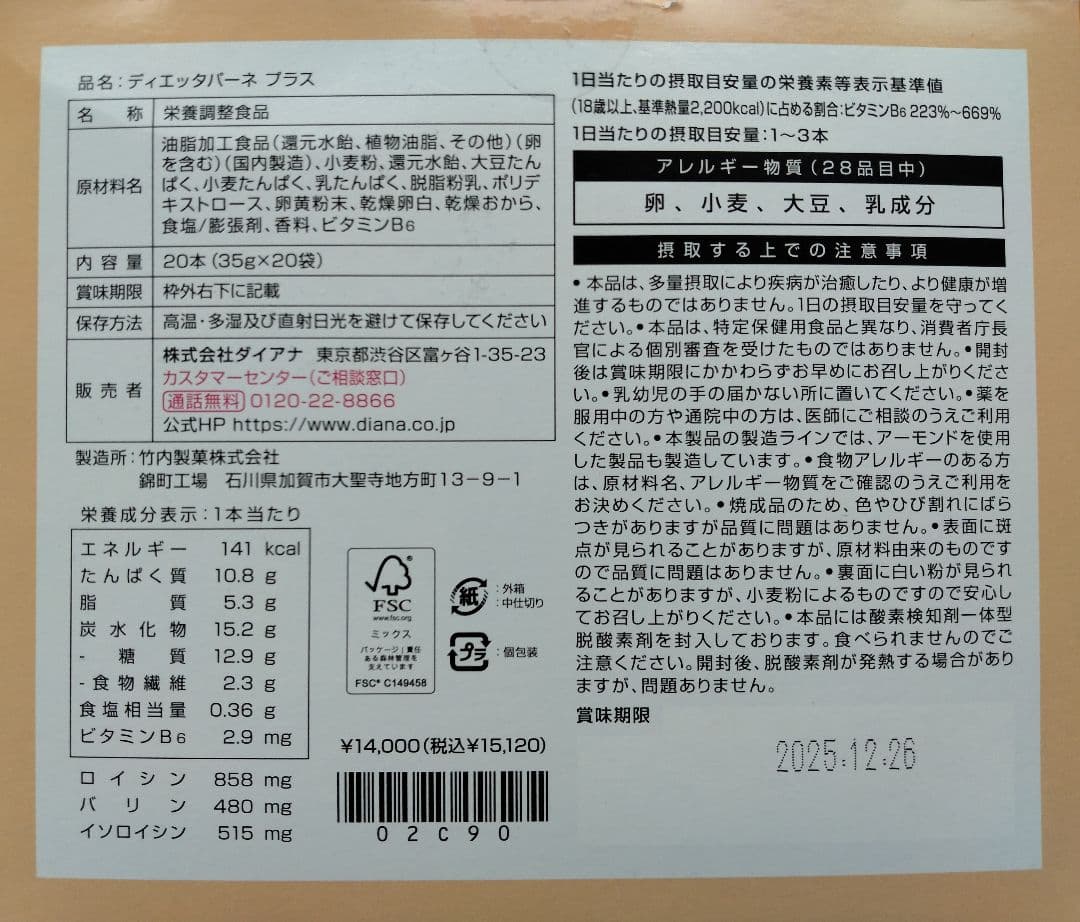 品名：ディエッタバーネ プラス
名称 栄養調整食品
原材料名 油脂加工食品(還元水飴、植物油脂、その他)(卵
を含む)(国内製造)、小麦粉、還元水飴、大豆たん
ぱく、小麦たんぱく、乳たんぱく、脱脂粉乳、ポリデ
キストロース、卵黄粉末、乾燥卵白、乾燥おから、
食塩/膨張剤、香料、ビタミンB6
内容量 20本(35g×20袋)
賞味期限 枠外右下に記載
保存方法 高温・多湿及び直射日光を避けて保存してください
販売者 株式会社ダイアナ 東京都渋谷区富ヶ谷1-35-23
カスタマーセンター(ご相談窓口)
通話無料 0120-22-8866
公式HP https://www.diana.co.jp
製造所：竹内製菓株式会社
錦町工場 石川県加賀市大聖寺地方町13−9−1
栄養成分表示：1本当たり
エネルギー 141 kcal
たんぱく質 10.8 g
脂質 5.3 g
炭水化物 15.2 g
- 糖質 12.9 g
- 食物繊維 2.3 g
食塩相当量 0.36 g
ビタミンB6 2.9 mg
ロイシン 858 mg
バリン 480 mg
イソロイシン 515 mg
FSC
www.fsc.org
ミックス
パッケージ｜責任
ある森林管理を
支えています
FSC® C149458
紙 ：外箱
：中仕切り
プラ ：個包装
¥14,000(税込¥15,120)
02C90
1日当たりの摂取目安量の栄養素等表示基準値
(18歳以上、基準熱量2,200kcal)に占める割合：ビタミンB6 223%～669%
1日当たりの摂取目安量：1～3本
アレルギー物質(28品目中)
卵、小麦、大豆、乳成分
摂取する上での注意事項
• 本品は、多量摂取により疾病が治癒したり、より健康が増
進するものではありません。1日の摂取目安量を守ってく
ださい。• 本品は、特定保健用食品と異なり、消費者庁長
官による個別審査を受けたものではありません。• 開封
後は賞味期限にかかわらずお早めにお召し上がりくださ
い。• 乳幼児の手の届かない所に置いてください。• 薬を
服用中の方や通院中の方は、医師にご相談のうえご利用
ください。• 本製品の製造ラインでは、アーモンドを使用
した製品も製造しています。• 食物アレルギーのある方
は、原材料名、アレルギー物質をご確認のうえご利用を
お決めください。• 焼成品のため、色やひび割れにばら
つきがありますが品質に問題はありません。• 表面に斑
点が見られることがありますが、原材料由来のものです
ので品質に問題はありません。• 裏面に白い粉が見られ
ることがありますが、小麦粉によるものですので安心し
てお召し上がりください。• 本品には酸素検知剤一体型
脱酸素剤を封入しております。食べられませんのでご
注意ください。開封後、脱酸素剤が発熱する場合があり
ますが、問題ありません。
賞味期限
2025.12.26